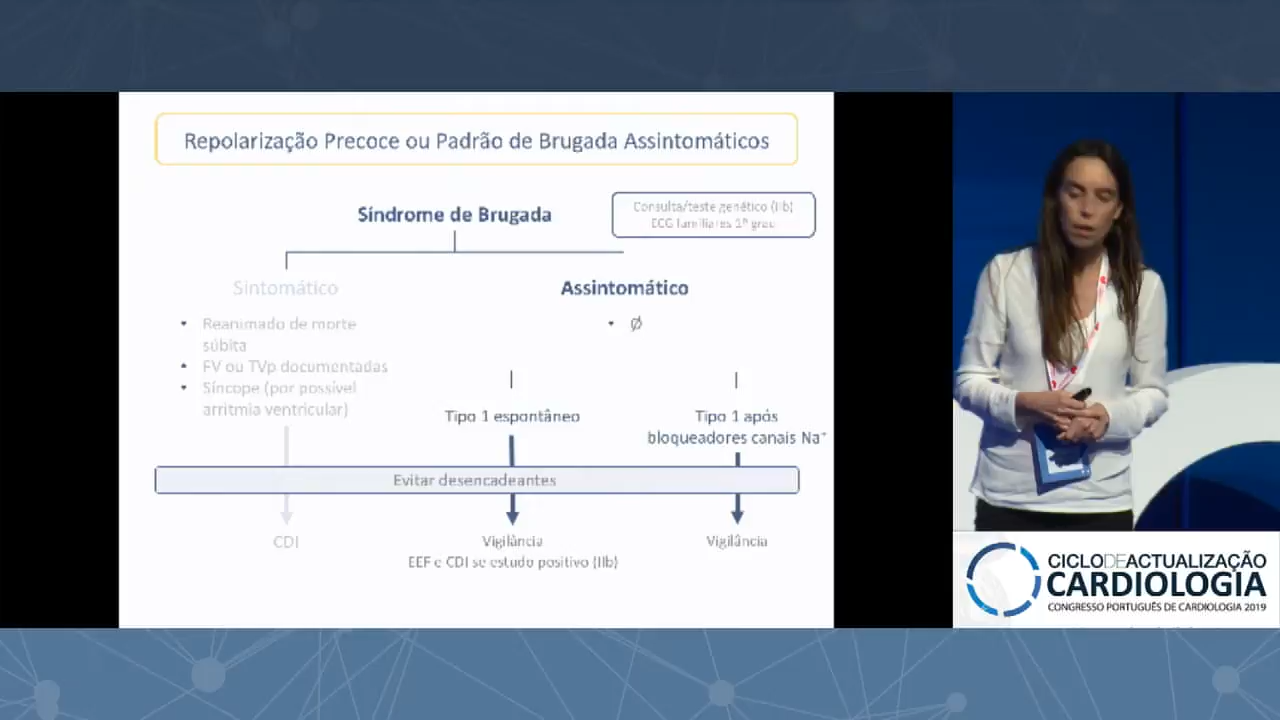 Repolarização Precoce ou Padrão de Brugada Assintomáticos
Síndrome de Brugada
Consulta/teste genético (IIb)
ECG familiares 1º grau
Sintomático
Assintomático
• Reanimado de morte
súbita
• FV ou TVp documentadas
• Síncope (por possível
arritmia ventricular)
• Ø
Tipo 1 espontâneo
Tipo 1 após
bloqueadores canais Na⁺
Evitar desencadeantes
CDI
Vigilância
EEF e CDI se estudo positivo (IIb)
Vigilância
CICLODEACTUALIZAÇÃO
CARDIOLOGIA
CONGRESSO PORTUGUÊS DE CARDIOLOGIA 2019